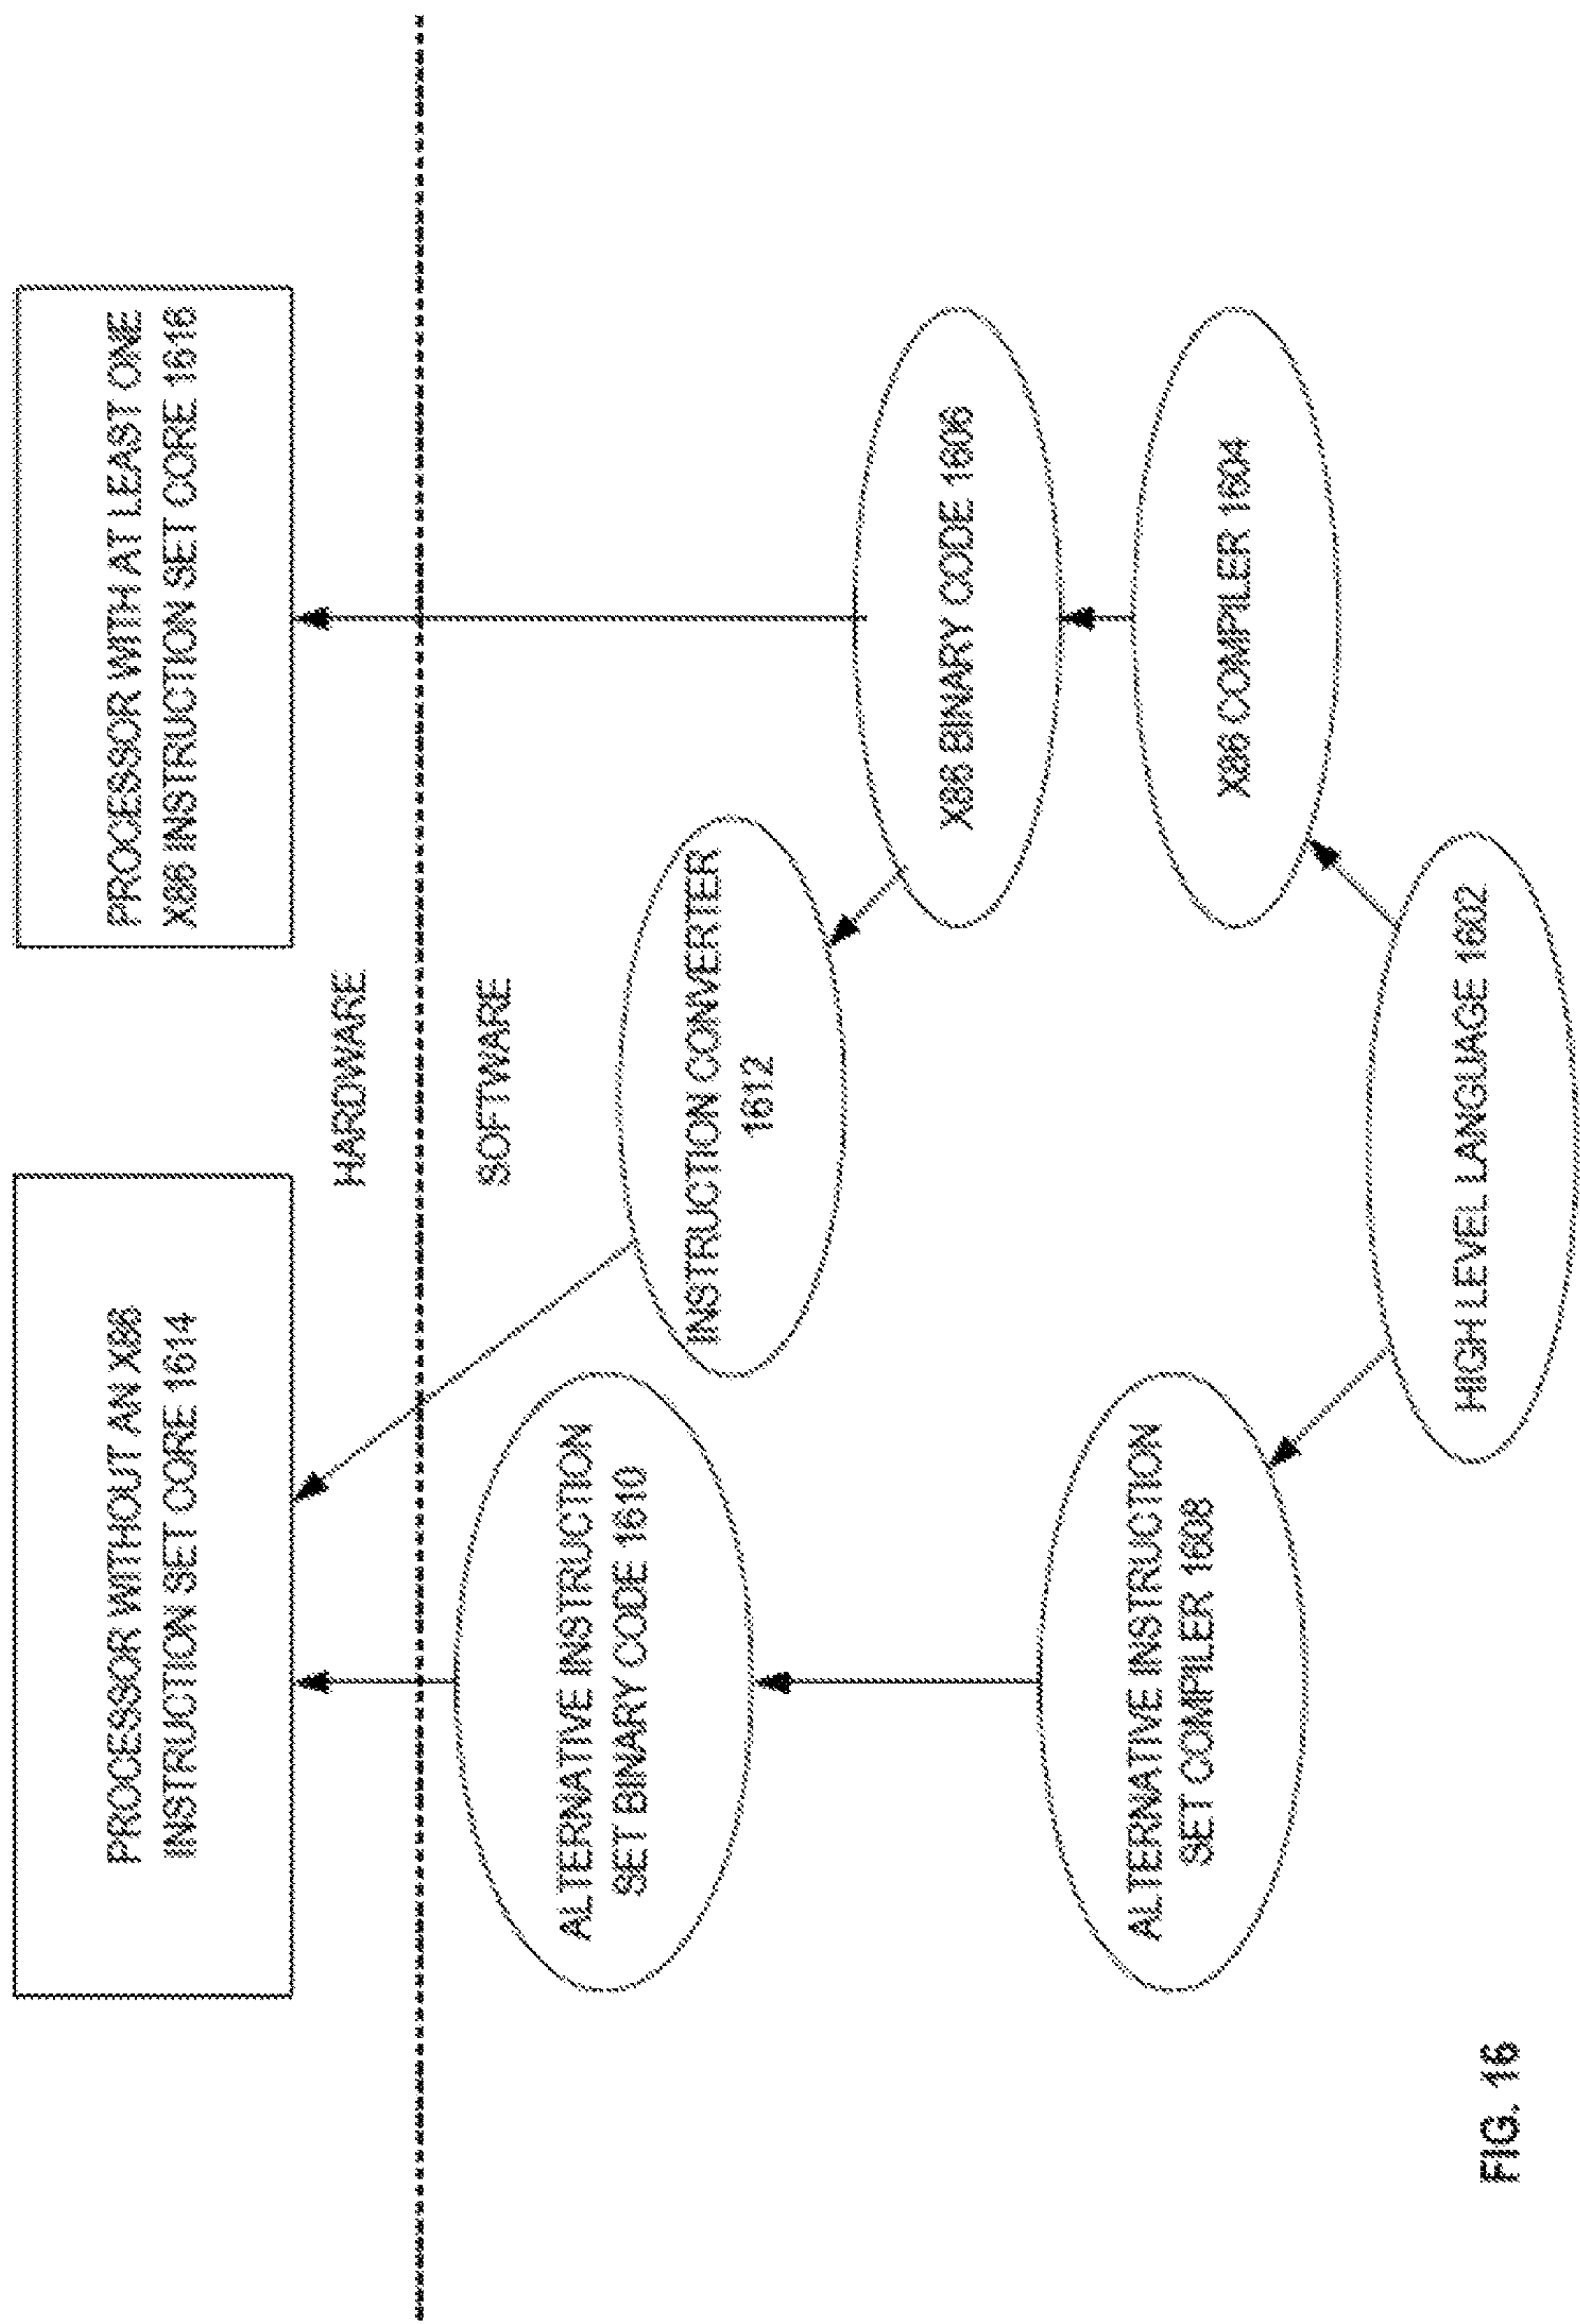 PROCESSOR WITHOUT AN X86
INSTRUCTION SET CORE 1614
PROCESSOR WITH AT LEAST ONE
X86 INSTRUCTION SET CORE 1616
HARDWARE
SOFTWARE
ALTERNATIVE INSTRUCTION
SET BINARY CODE 1610
INSTRUCTION CONVERTER
1612
X86 BINARY CODE 1606
ALTERNATIVE INSTRUCTION
SET COMPILER 1608
X86 COMPILER 1604
HIGH LEVEL LANGUAGE 1602
FIG. 16